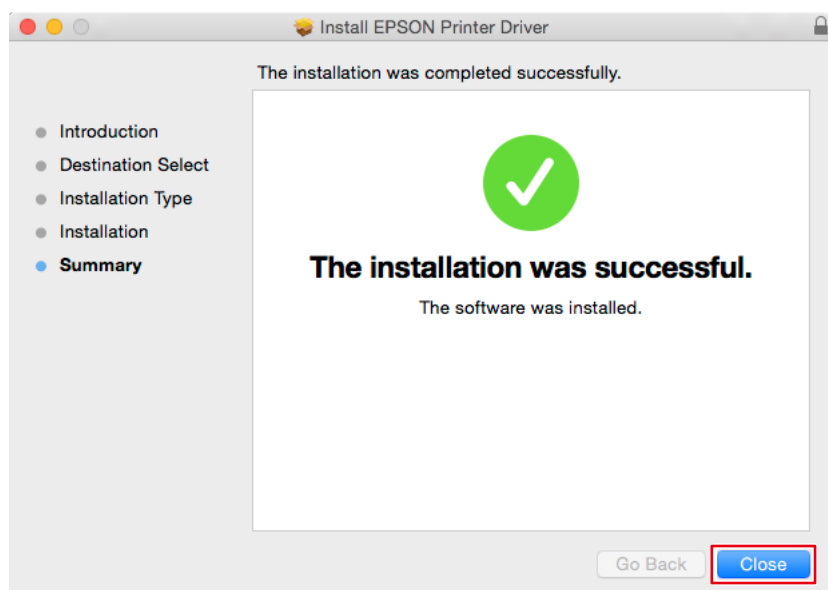 Install EPSON Printer Driver
The installation was completed successfully.
Introduction
Destination Select
Installation Type
Installation
Summary
The installation was successful.
The software was installed.
Go Back
Close